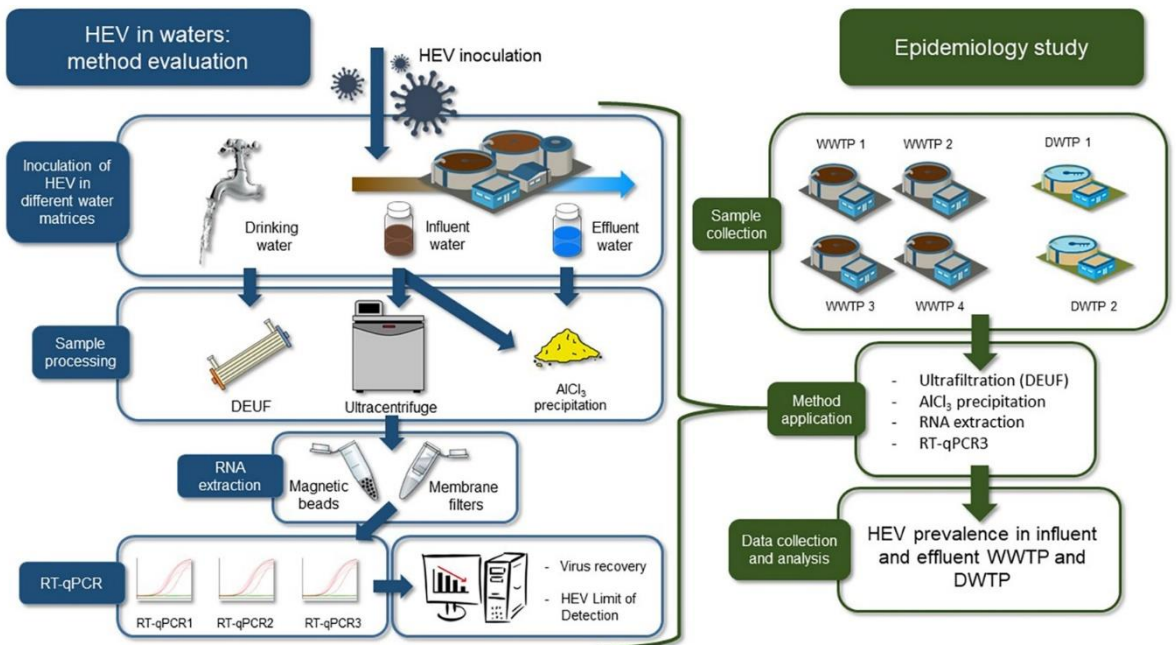 HEV in waters:
method evaluation
HEV inoculation
Epidemiology study
Inoculation of
HEV in
different water
matrices
Drinking
water
Influent
water
Effluent
water
Sample
processing
DEUF
Ultracentrifuge
AlCl₃
precipitation
RNA
extraction
Magnetic
beads
Membrane
filters
RT-qPCR
RT-qPCR1
RT-qPCR2
RT-qPCR3
- Virus recovery
- HEV Limit of
Detection
Sample
collection
WWTP 1
WWTP 2
DWTP 1
WWTP 3
WWTP 4
DWTP 2
Method
application
- Ultrafiltration (DEUF)
- AlCl₃ precipitation
- RNA extraction
- RT-qPCR3
Data collection
and analysis
HEV prevalence in influent
and effluent WWTP and
DWTP